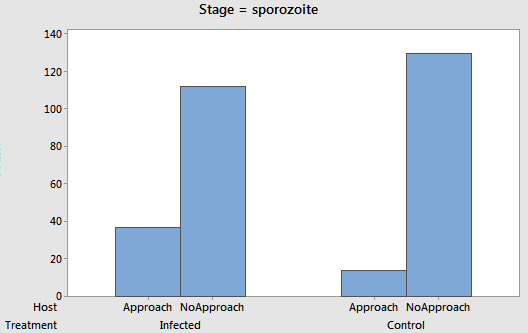 Stage = sporozoite
140
120
100
80
60
40
20
0
Host Approach NoApproach Approach NoApproach
Treatment Infected Control